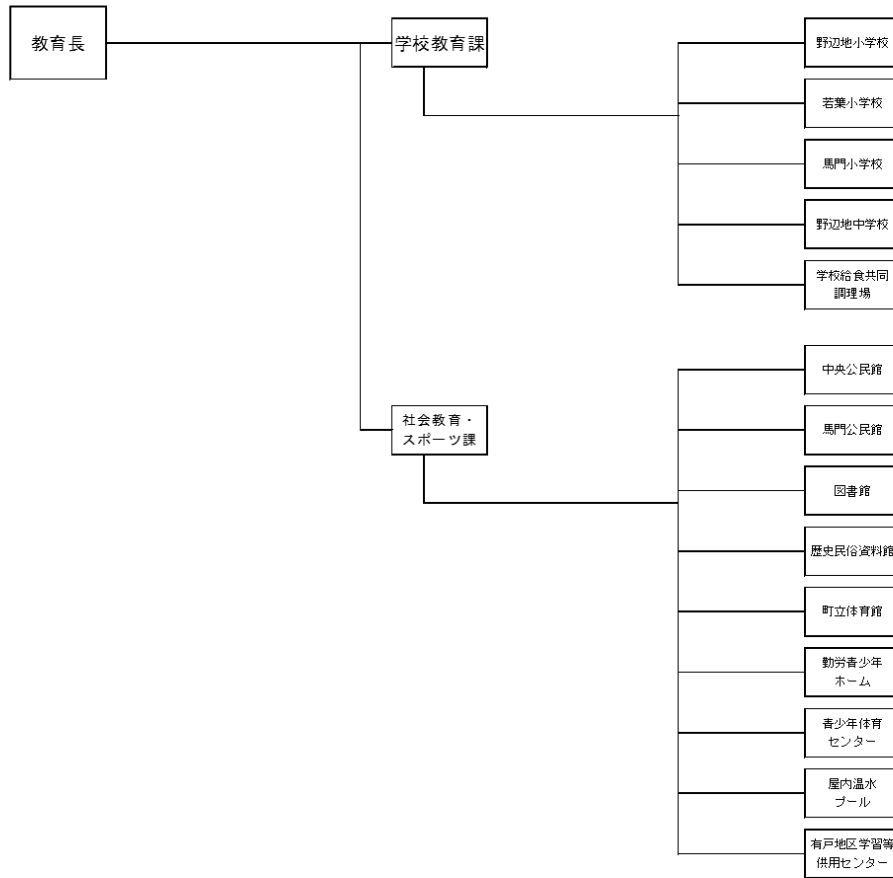 教育長
学校教育課
野辺地小学校
若葉小学校
馬門小学校
野辺地中学校
学校給食共同
調理場
社会教育・
スポーツ課
中央公民館
馬門公民館
図書館
歴史民俗資料館
町立体育館
勤労青少年
ホーム
青少年体育
センター
屋内温水
プール
有戸地区学習等
供用センター